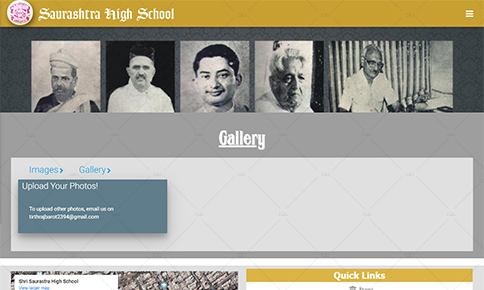 Saurashtra High School
Gallery
Images
Gallery
Upload Your Photos!
To upload other photos, email us on
tirthrajbarot2394@gmail.com
Shri Saurastra High School
View larger map
Quick Links
Home